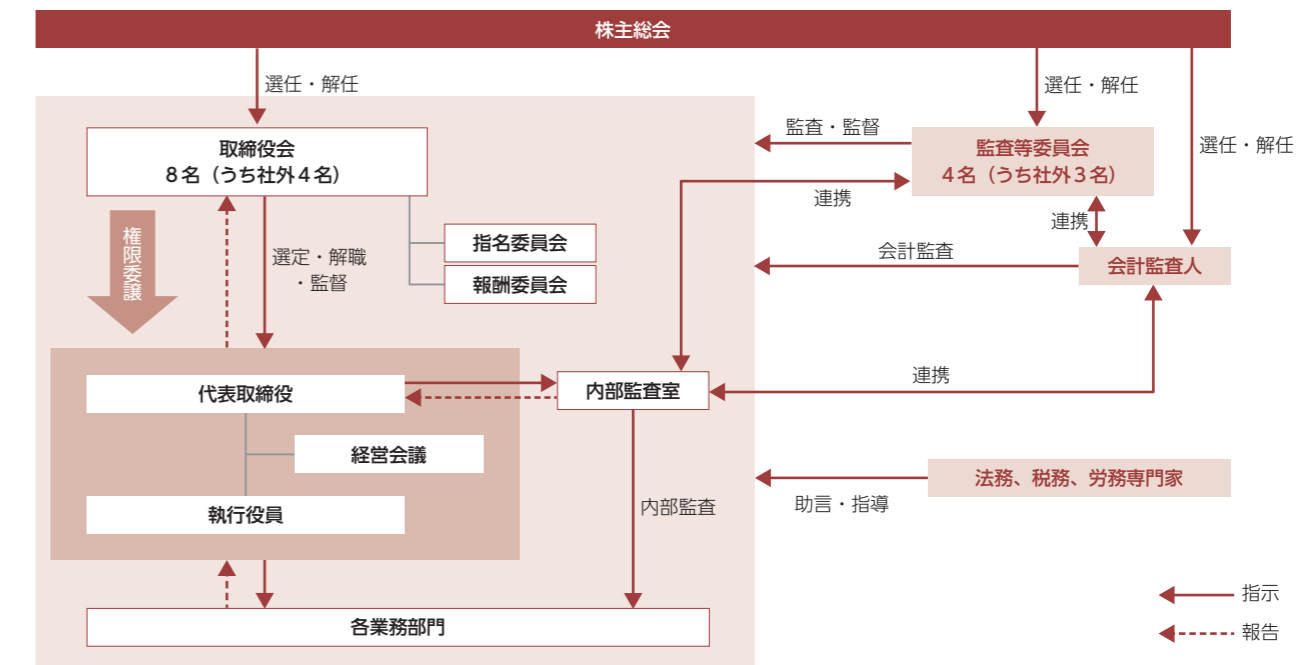 株主総会
選任・解任
選任・解任
選任・解任
取締役会
8名（うち社外4名）
監査・監督
監査等委員会
4名（うち社外3名）
連携
連携
権限委譲
選定・解職
・監督
指名委員会
報酬委員会
会計監査
会計監査人
代表取締役
内部監査室
連携
経営会議
執行役員
内部監査
法務、税務、労務専門家
助言・指導
各業務部門
指示
報告